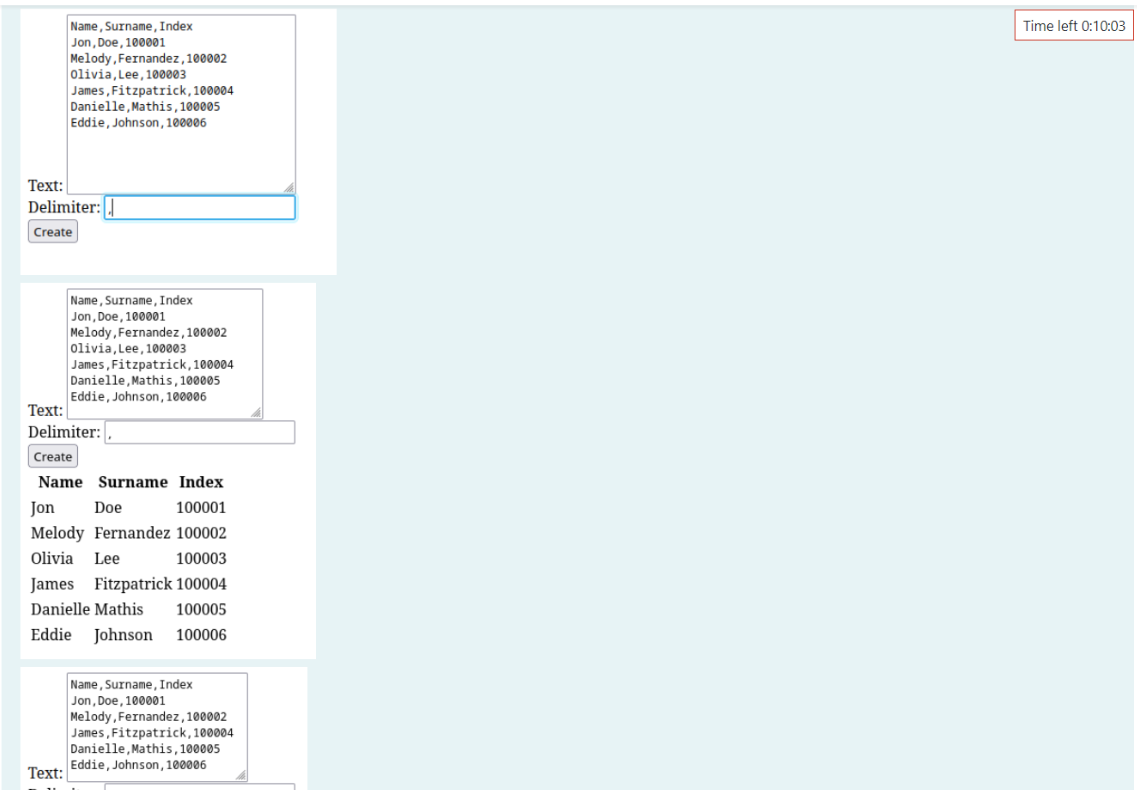 Time left 0:10:03
Name,Surname,Index
Jon,Doe,100001
Melody,Fernandez,100002
Olivia,Lee,100003
James,Fitzpatrick,100004
Danielle,Mathis,100005
Eddie,Johnson,100006
Text:
Delimiter: ,
Create
Name,Surname,Index
Jon,Doe,100001
Melody,Fernandez,100002
Olivia,Lee,100003
James,Fitzpatrick,100004
Danielle,Mathis,100005
Eddie,Johnson,100006
Text:
Delimiter: ,
Create
Name Surname Index
Jon Doe 100001
Melody Fernandez 100002
Olivia Lee 100003
James Fitzpatrick 100004
Danielle Mathis 100005
Eddie Johnson 100006
Name,Surname,Index
Jon,Doe,100001
Melody,Fernandez,100002
James,Fitzpatrick,100004
Danielle,Mathis,100005
Eddie,Johnson,100006
Text: